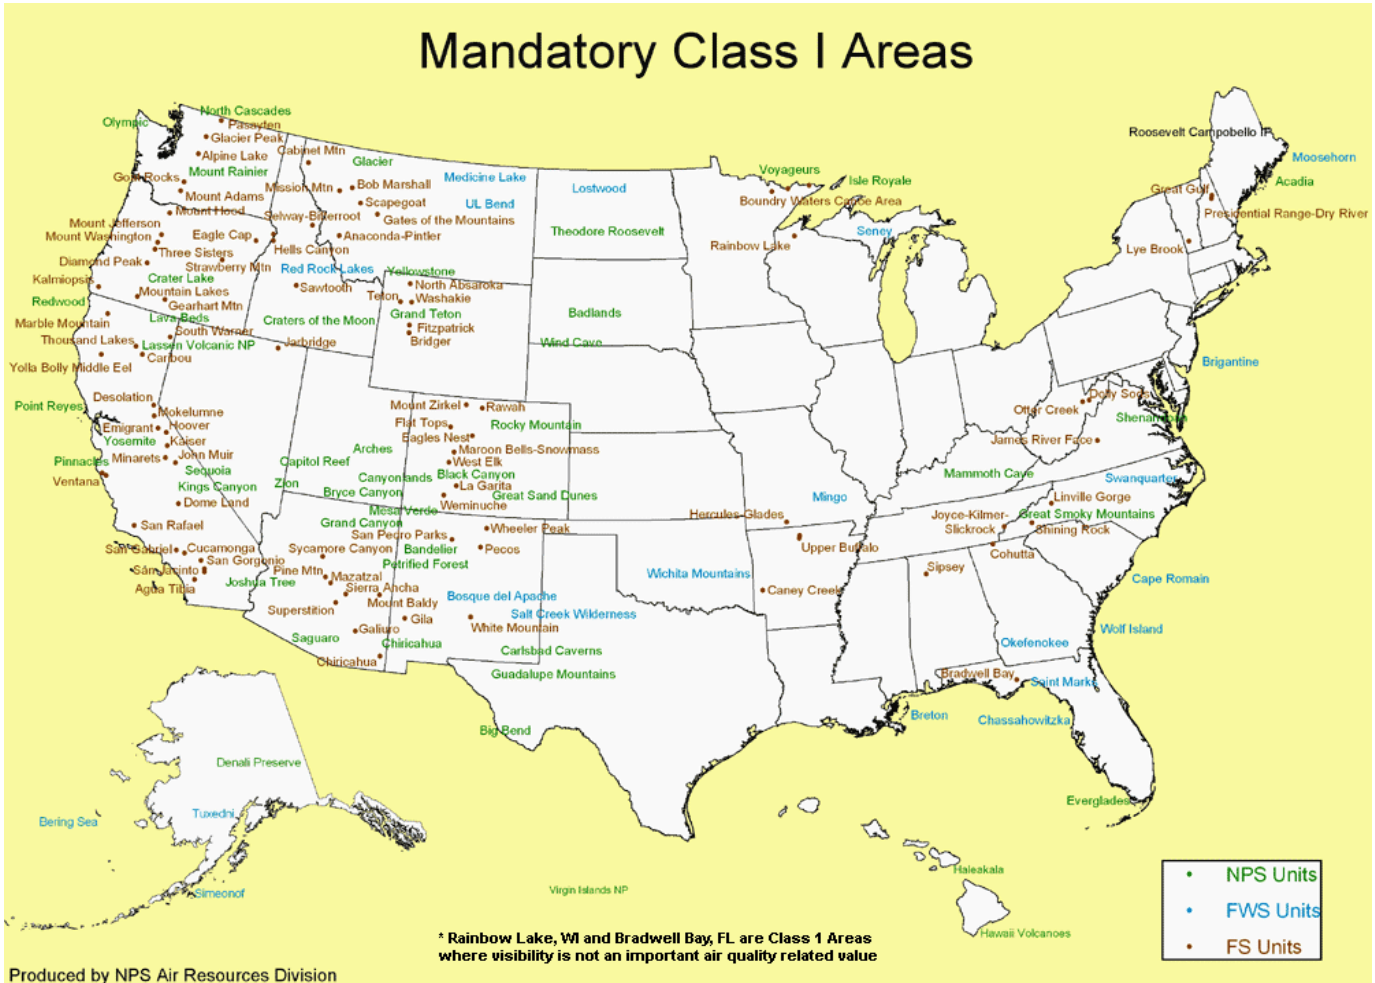 Mandatory Class I Areas
North Cascades
Olympic
Pasayten
Glacier Peak
Alpine Lake
Mount Rainier
Goat Rocks
Mount Adams
Mount Hood
Mount Jefferson
Mount Washington
Three Sisters
Diamond Peak
Strawberry Mtn
Eagle Cap
Hells Canyon
Kalmiopsis
Crater Lake
Mountain Lakes
Gearhart Mtn
Cabinet Mtn
Glacier
Mission Mtn
Bob Marshall
Scapegoat
Gates of the Mountains
Selway-Bitterroot
Anaconda-Pintler
Medicine Lake
UL Bend
Red Rock Lakes
Yellowstone
Sawtooth
Craters of the Moon
North Absaroka
Teton
Washakie
Grand Teton
Fitzpatrick
Bridger
Lostwood
Theodore Roosevelt
Badlands
Wind Cave
Voyageurs
Isle Royale
Boundry Waters Canoe Area
Rainbow Lake
Seney
Roosevelt Campobello IP
Moosehorn
Acadia
Great Gulf
Presidential Range-Dry River
Lye Brook
Brigantine
Redwood
Lava Beds
Marble Mountain
South Warner
Thousand Lakes
Lassen Volcanic NP
Caribou
Yolla Bolly Middle Eel
Jarbridge
Desolation
Point Reyes
Mokelumne
Emigrant
Hoover
Yosemite
Kaiser
Minarets
John Muir
Pinnacles
Sequoia
Ventana
Kings Canyon
Dome Land
San Rafael
San Gabriel
Cucamonga
San Gorgonio
San Jacinto
Agua Tibia
Joshua Tree
Mount Zirkel
Rawah
Flat Tops
Rocky Mountain
Eagles Nest
Arches
Maroon Bells-Snowmass
West Elk
Capitol Reef
Canyonlands
Black Canyon
Zion
La Garita
Bryce Canyon
Great Sand Dunes
Weminuche
Mesa Verde
Grand Canyon
Wheeler Peak
San Pedro Parks
Sycamore Canyon
Bandelier
Pecos
Petrified Forest
Pine Mtn
Mazatzal
Sierra Ancha
Superstition
Mount Baldy
Gila
Bosque del Apache
Salt Creek Wilderness
White Mountain
Galiuro
Saguaro
Chiricahua
Chiricahua
Carlsbad Caverns
Guadalupe Mountains
Big Bend
Wichita Mountains
Hercules-Glades
Mingo
Upper Buffalo
Caney Creek
Dolly Sods
Otter Creek
Shenandoah
James River Face
Mammoth Cave
Swanquarter
Linville Gorge
Joyce-Kilmer-
Slickrock
Great Smoky Mountains
Shining Rock
Cohutta
Sipsey
Cape Romain
Wolf Island
Okefenokee
Bradwell Bay
Saint Marks
Breton
Chassahowitzka
Everglades
Denali Preserve
Bering Sea
Tuxedni
Simeonof
Virgin Islands NP
Haleakala
Hawaii Volcanoes
NPS Units
FWS Units
FS Units
* Rainbow Lake, WI and Bradwell Bay, FL are Class 1 Areas
where visibility is not an important air quality related value
Produced by NPS Air Resources Division